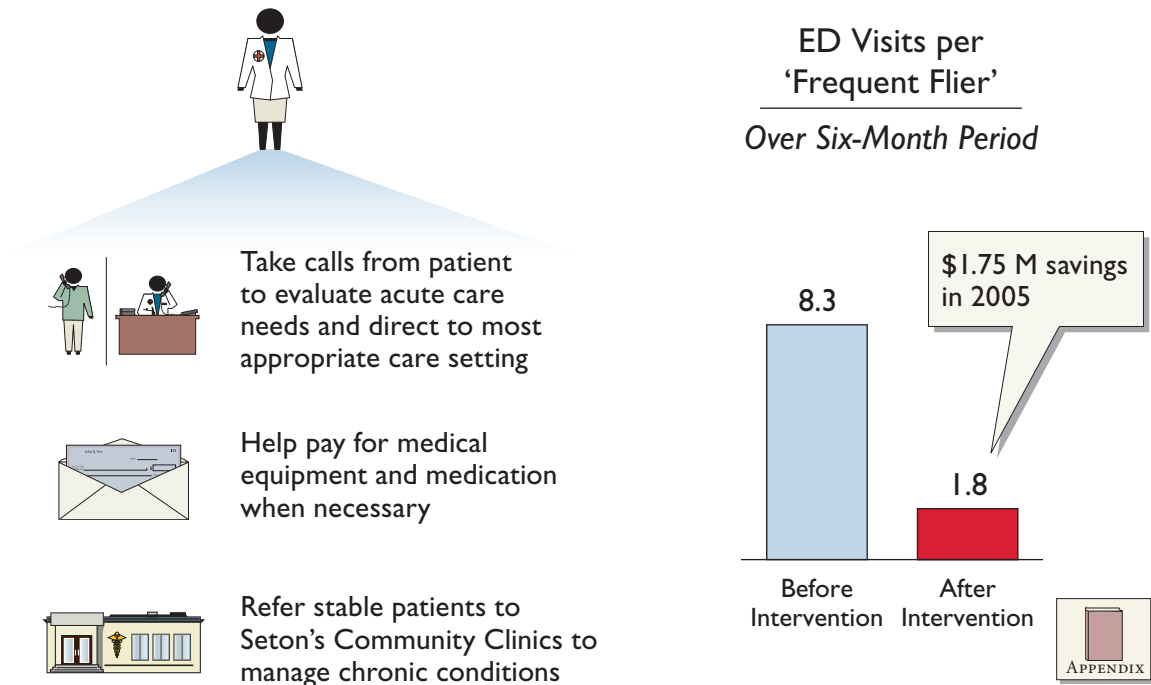 ED Visits per
‘Frequent Flier’
Over Six-Month Period
Take calls from patient
to evaluate acute care
needs and direct to most
appropriate care setting
Help pay for medical
equipment and medication
when necessary
Refer stable patients to
Seton’s Community Clinics to
manage chronic conditions
$1.75 M savings
in 2005
8.3
1.8
Before
Intervention
After
Intervention
APPENDIX